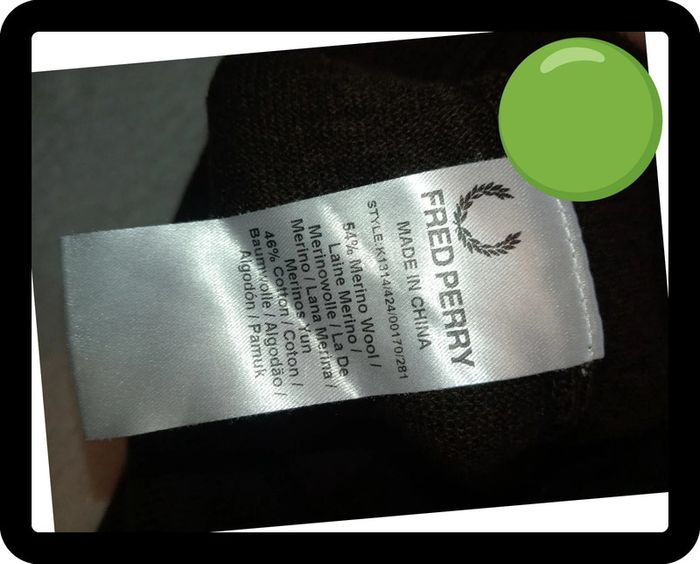 FRED PERRY
MADE IN CHINA
STYLE:K1314/424/00170/281
54% Merino Wool /
Laine Merino /
Merinowolle / La De
Merino / Lana Merina /
Merinos Yun
46% Cotton / Coton /
Baumwolle / Algodão /
Algodón / Pamuk